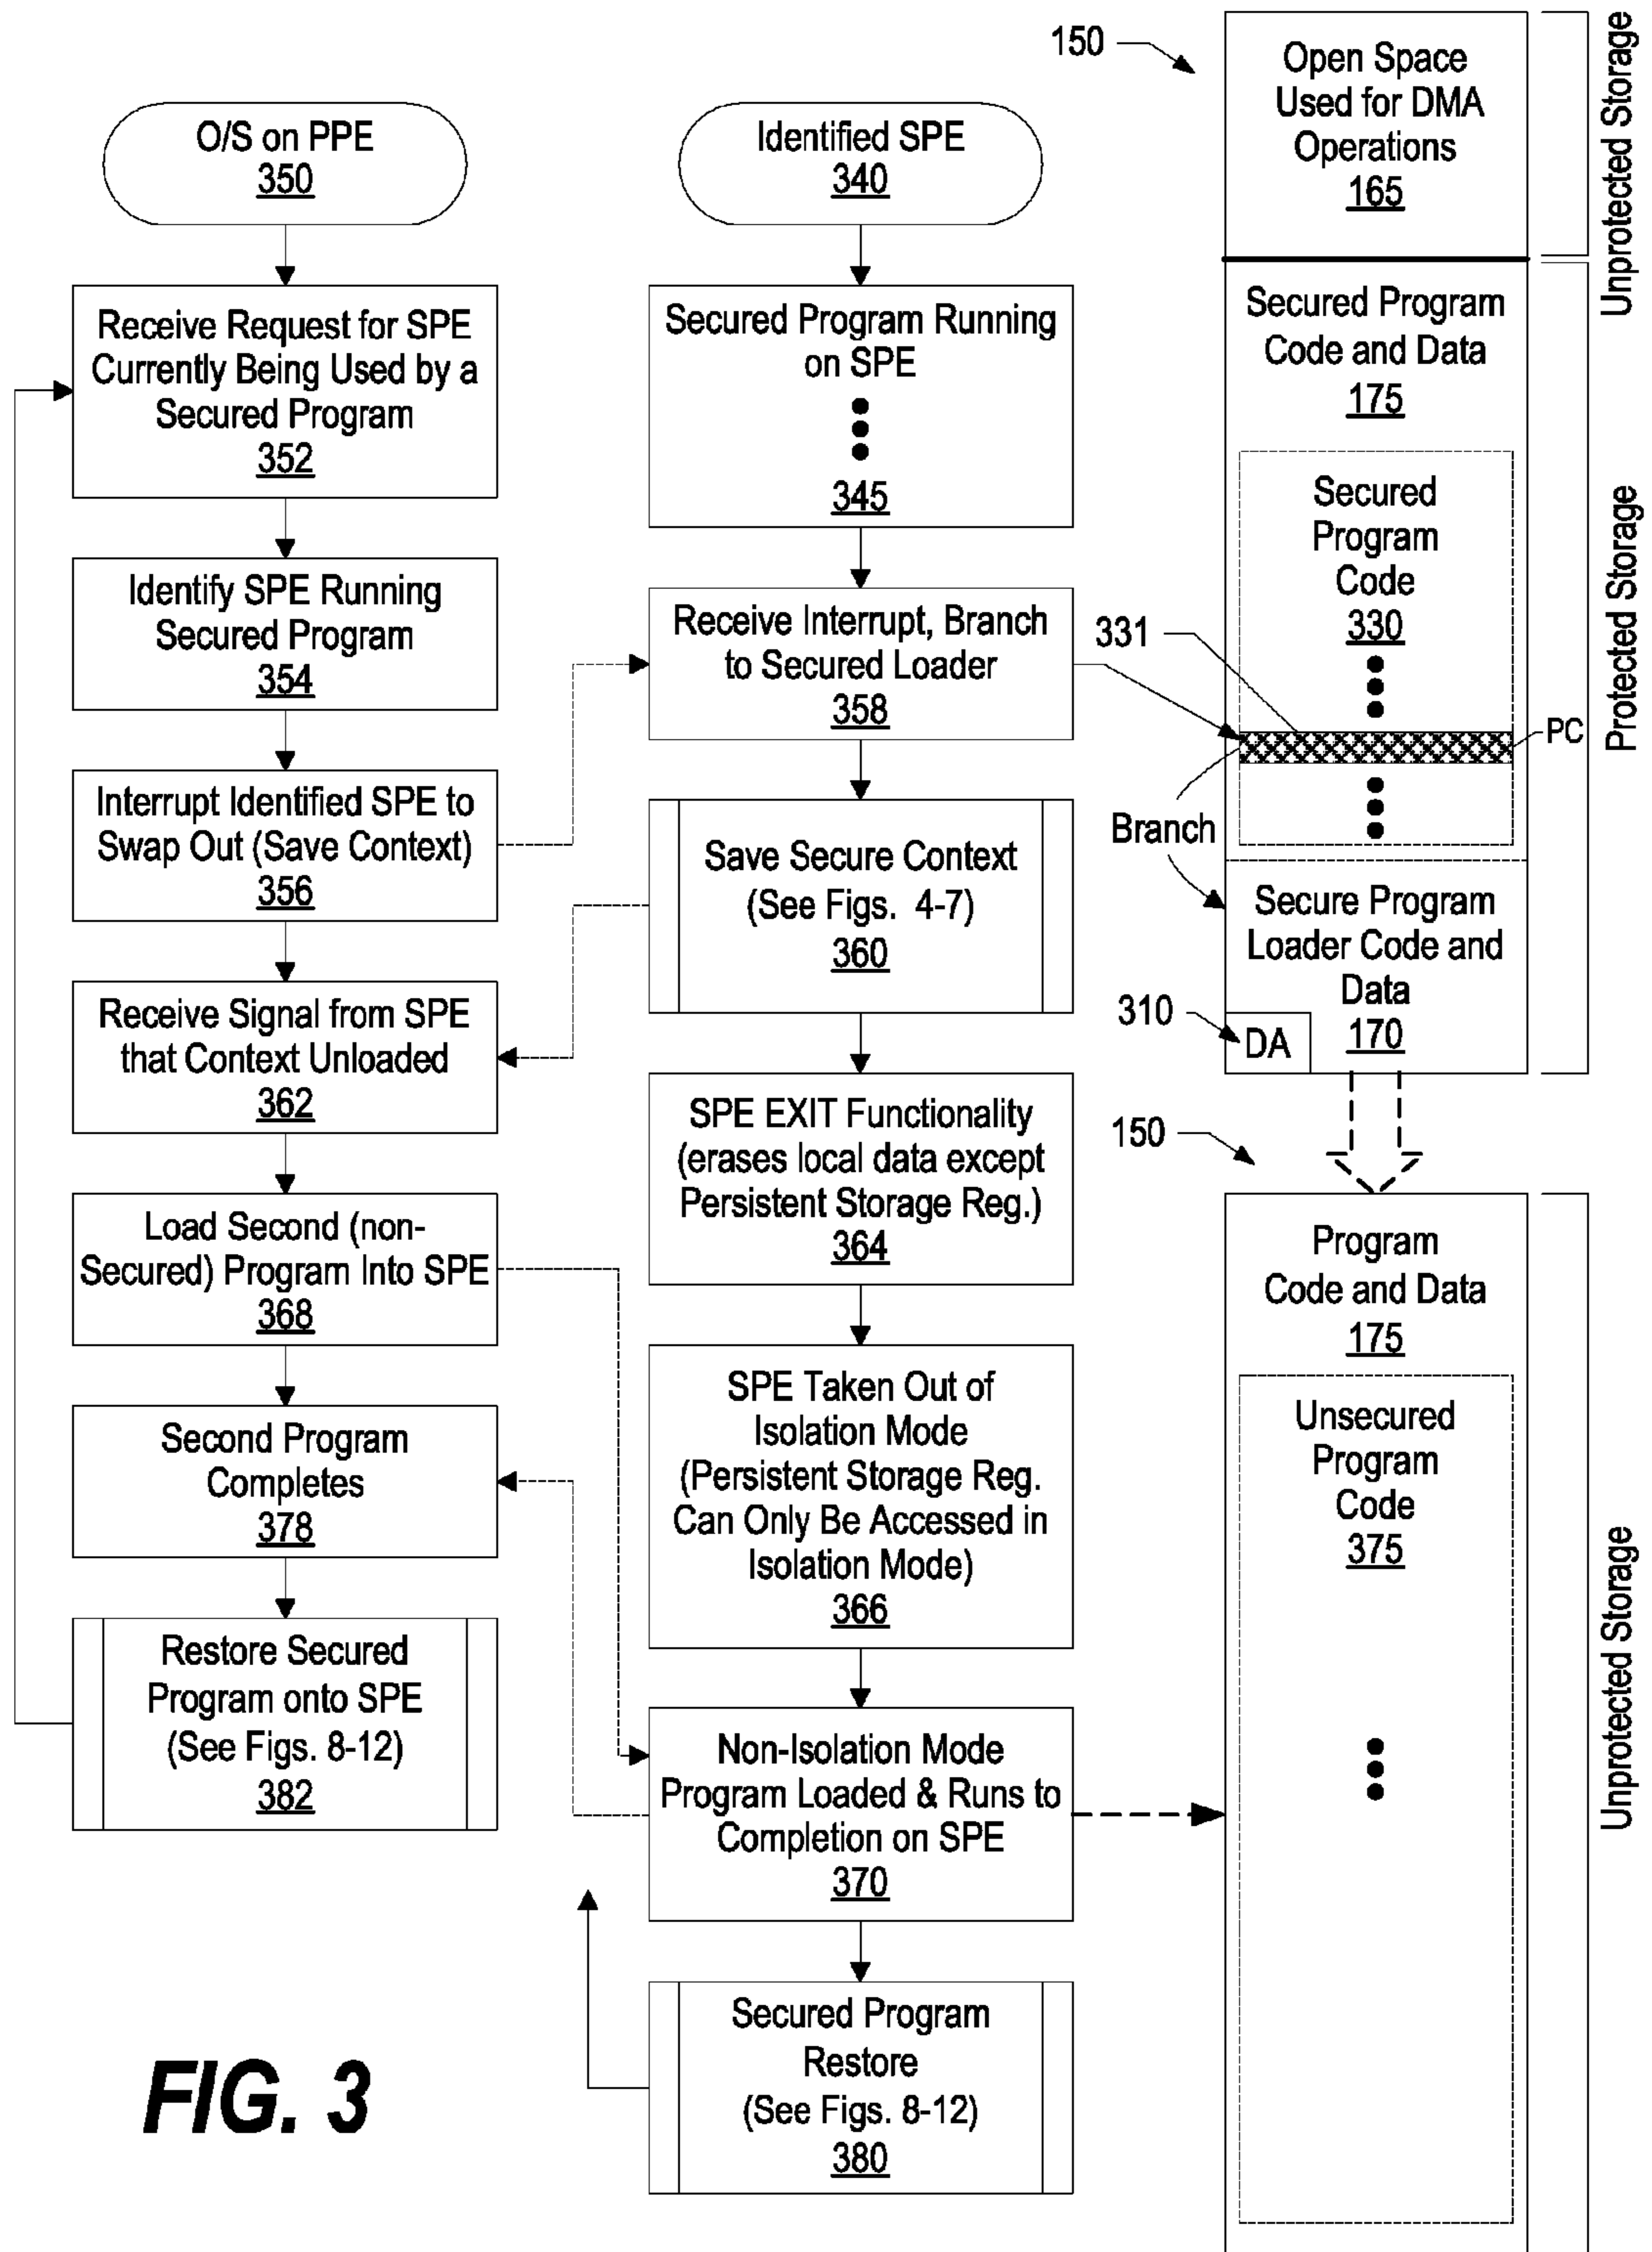 O/S on PPE
350
Receive Request for SPE
Currently Being Used by a
Secured Program
352
Identify SPE Running
Secured Program
354
Interrupt Identified SPE to
Swap Out (Save Context)
356
Receive Signal from SPE
that Context Unloaded
362
Load Second (non-
Secured) Program Into SPE
368
Second Program
Completes
378
Restore Secured
Program onto SPE
(See Figs. 8-12)
382
Identified SPE
340
Secured Program Running
on SPE
345
Receive Interrupt, Branch
to Secured Loader
358
Save Secure Context
(See Figs. 4-7)
360
SPE EXIT Functionality
(erases local data except
Persistent Storage Reg.)
364
SPE Taken Out of
Isolation Mode
(Persistent Storage Reg.
Can Only Be Accessed in
Isolation Mode)
366
Non-Isolation Mode
Program Loaded & Runs to
Completion on SPE
370
Secured Program
Restore
(See Figs. 8-12)
380
150
Open Space
Used for DMA
Operations
165
Unprotected Storage
Secured Program
Code and Data
175
Secured
Program
Code
330
331
PC
Branch
Secure Program
Loader Code and
Data
170
310
DA
Protected Storage
150
Program
Code and Data
175
Unsecured
Program
Code
375
Unprotected Storage
FIG. 3